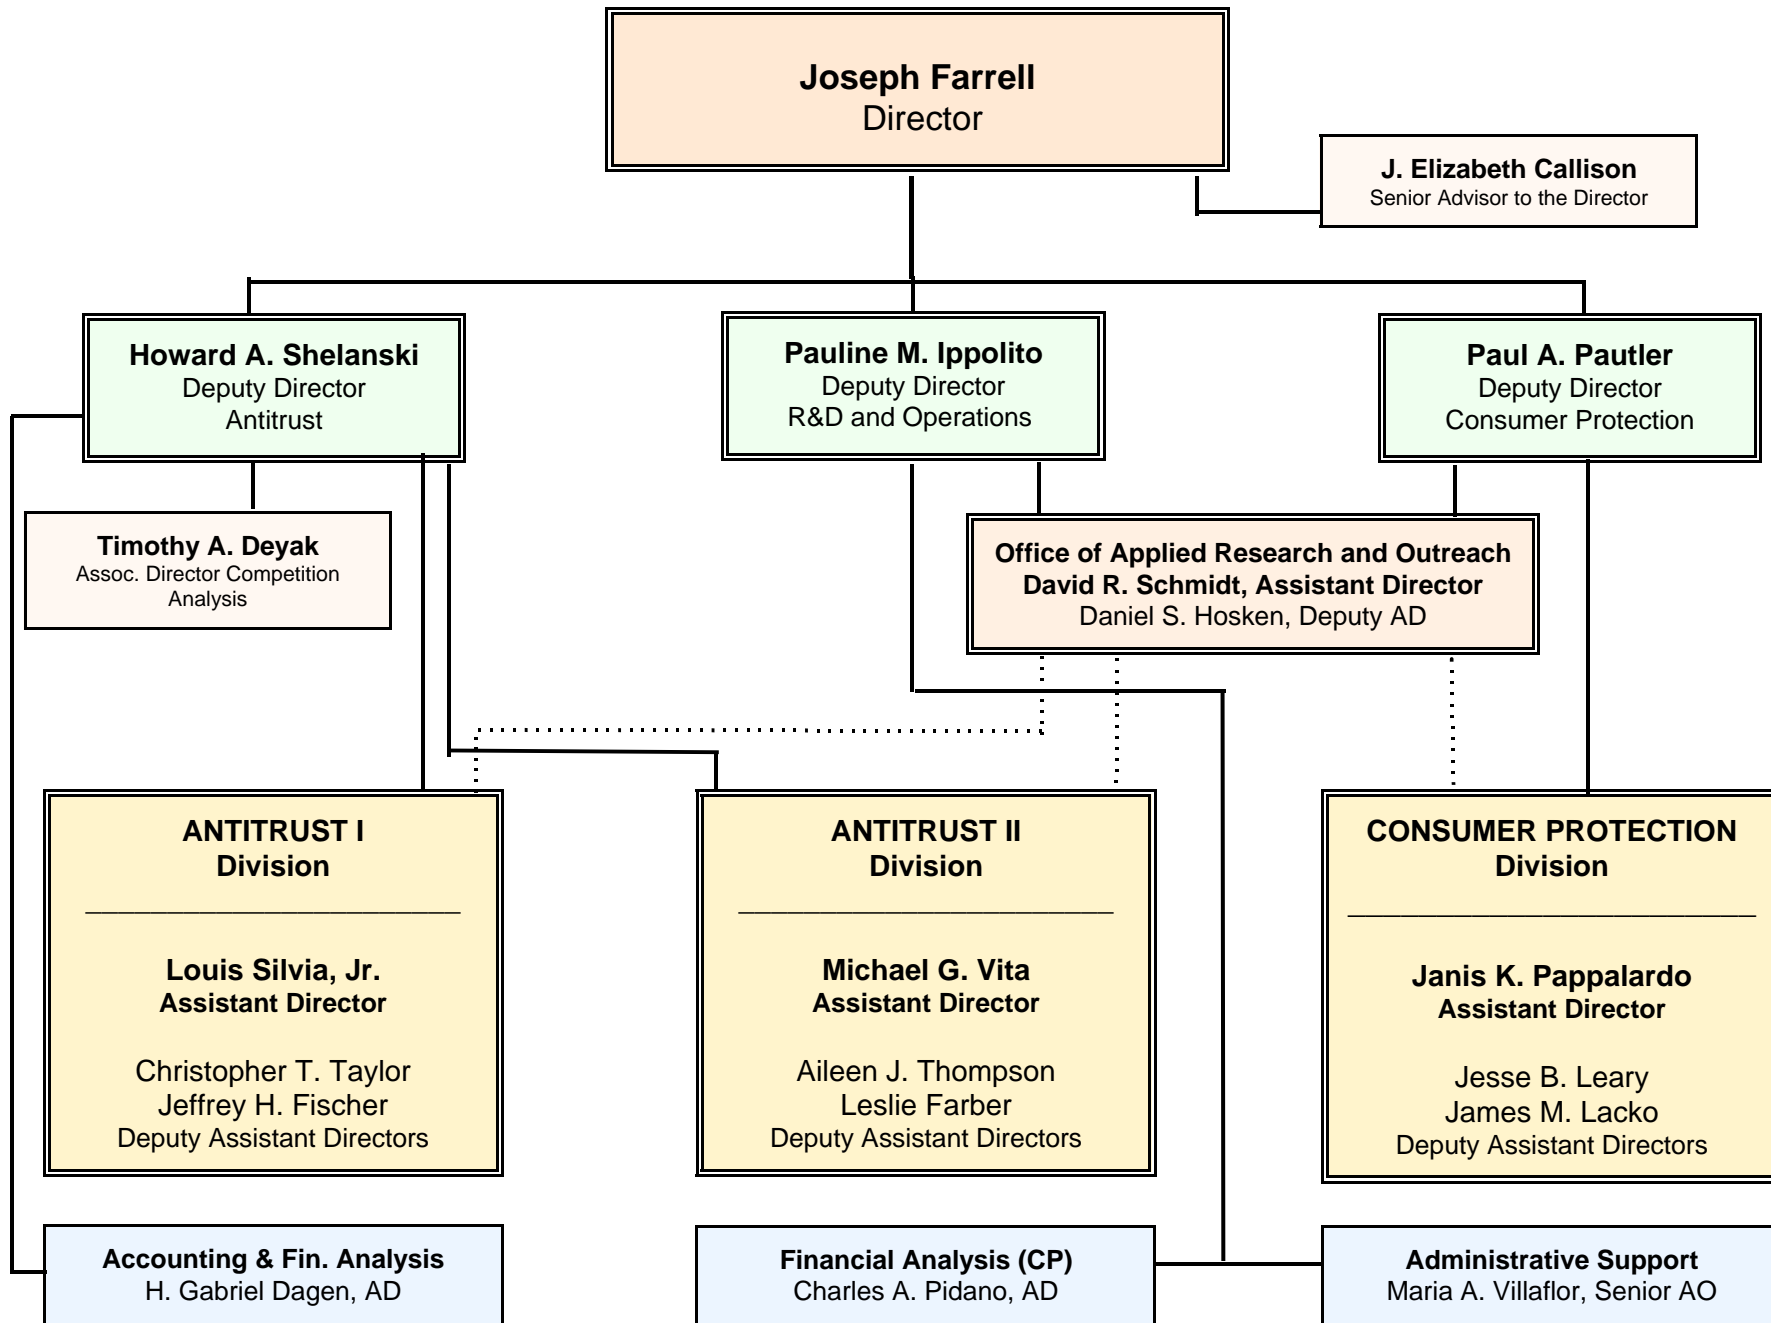 Joseph Farrell
Director
J. Elizabeth Callison
Senior Advisor to the Director
Howard A. Shelanski
Deputy Director
Antitrust
Pauline M. Ippolito
Deputy Director
R&D and Operations
Paul A. Pautler
Deputy Director
Consumer Protection
Timothy A. Deyak
Assoc. Director Competition
Analysis
Office of Applied Research and Outreach
David R. Schmidt, Assistant Director
Daniel S. Hosken, Deputy AD
ANTITRUST I
Division
Louis Silvia, Jr.
Assistant Director
Christopher T. Taylor
Jeffrey H. Fischer
Deputy Assistant Directors
ANTITRUST II
Division
Michael G. Vita
Assistant Director
Aileen J. Thompson
Leslie Farber
Deputy Assistant Directors
CONSUMER PROTECTION
Division
Janis K. Pappalardo
Assistant Director
Jesse B. Leary
James M. Lacko
Deputy Assistant Directors
Accounting & Fin. Analysis
H. Gabriel Dagen, AD
Financial Analysis (CP)
Charles A. Pidano, AD
Administrative Support
Maria A. Villaflor, Senior AO